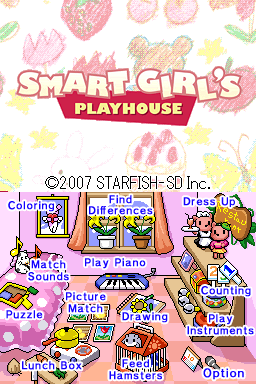 SMART GIRL'S
PLAYHOUSE
©2007 STARFISH-SD Inc.
Coloring
Find
Differences
Dress Up
Match
Sounds
Play Piano
Counting
Puzzle
Picture
Match
Drawing
Play
Instruments
Lunch Box
Feed
Hamsters
Option